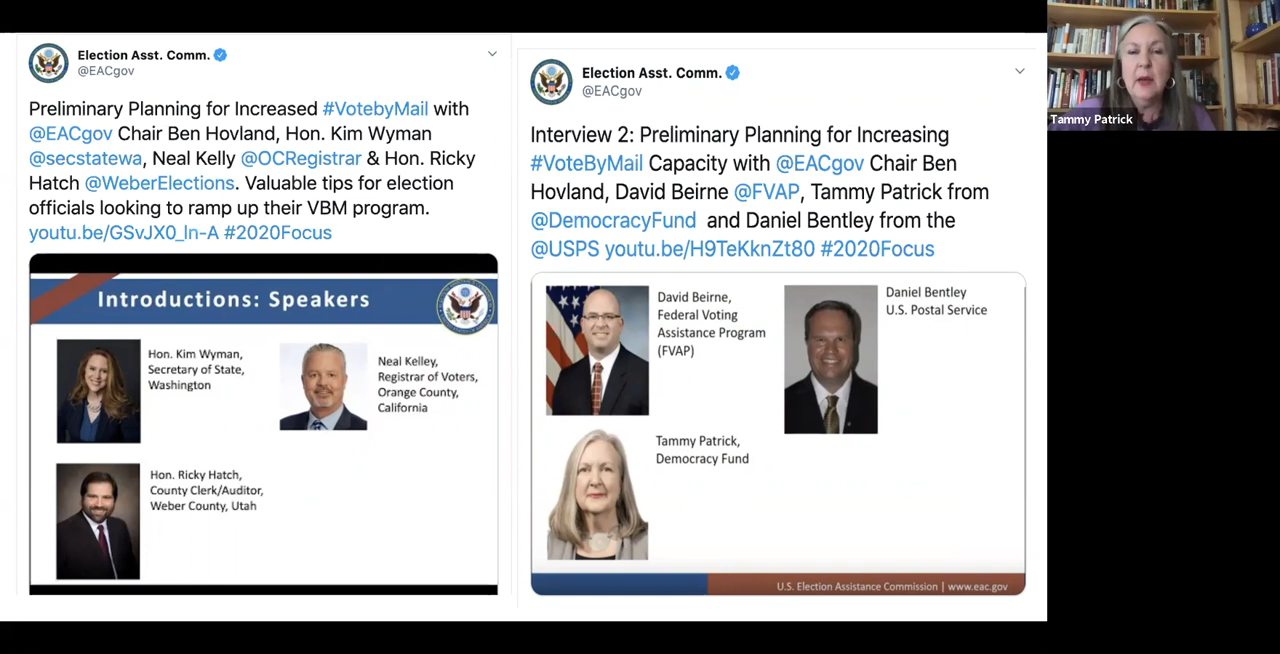 Election Asst. Comm.
@EACgov
Preliminary Planning for Increased #VotebyMail with
@EACgov Chair Ben Hovland, Hon. Kim Wyman
@secstatewa, Neal Kelly @OCRegistrar & Hon. Ricky
Hatch @WeberElections. Valuable tips for election
officials looking to ramp up their VBM program.
youtu.be/GSvJX0_ln-A #2020Focus
Introductions: Speakers
Hon. Kim Wyman,
Secretary of State,
Washington
Neal Kelley,
Registrar of Voters,
Orange County,
California
Hon. Ricky Hatch,
County Clerk/Auditor,
Weber County, Utah
Election Asst. Comm.
@EACgov
Interview 2: Preliminary Planning for Increasing
#VoteByMail Capacity with @EACgov Chair Ben
Hovland, David Beirne @FVAP, Tammy Patrick from
@DemocracyFund and Daniel Bentley from the
@USPS youtu.be/H9TeKknZt80 #2020Focus
David Beirne,
Federal Voting
Assistance Program
(FVAP)
Daniel Bentley
U.S. Postal Service
Tammy Patrick,
Democracy Fund
U.S. Election Assistance Commission | www.eac.gov
Tammy Patrick